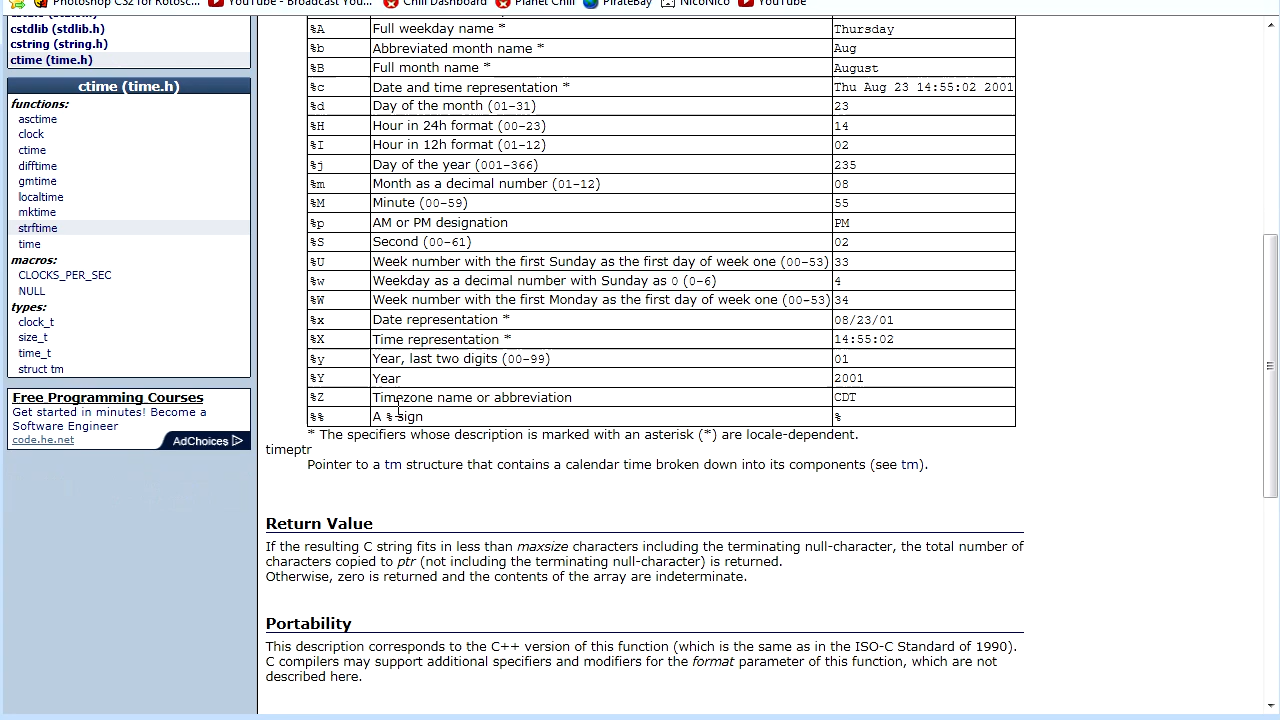 Photoshop CS2 for Rotosc...
YouTube - Broadcast You...
Chill Dashboard
Planet Chill
PirateBay
NicoNico
YouTube
cstdlib (stdlib.h)
cstring (string.h)
ctime (time.h)
ctime (time.h)
functions:
asctime
clock
ctime
difftime
gmtime
localtime
mktime
strftime
time
macros:
CLOCKS_PER_SEC
NULL
types:
clock_t
size_t
time_t
struct tm
Free Programming Courses
Get started in minutes! Become a
Software Engineer
code.he.net
AdChoices
%A Full weekday name * Thursday
%b Abbreviated month name * Aug
%B Full month name * August
%c Date and time representation * Thu Aug 23 14:55:02 2001
%d Day of the month (01-31) 23
%H Hour in 24h format (00-23) 14
%I Hour in 12h format (01-12) 02
%j Day of the year (001-366) 235
%m Month as a decimal number (01-12) 08
%M Minute (00-59) 55
%p AM or PM designation PM
%S Second (00-61) 02
%U Week number with the first Sunday as the first day of week one (00-53) 33
%w Weekday as a decimal number with Sunday as 0 (0-6) 4
%W Week number with the first Monday as the first day of week one (00-53) 34
%x Date representation * 08/23/01
%X Time representation * 14:55:02
%y Year, last two digits (00-99) 01
%Y Year 2001
%Z Timezone name or abbreviation CDT
%% A % sign %
* The specifiers whose description is marked with an asterisk (*) are locale-dependent.
timeptr
Pointer to a tm structure that contains a calendar time broken down into its components (see tm).
Return Value
If the resulting C string fits in less than maxsize characters including the terminating null-character, the total number of
characters copied to ptr (not including the terminating null-character) is returned.
Otherwise, zero is returned and the contents of the array are indeterminate.
Portability
This description corresponds to the C++ version of this function (which is the same as in the ISO-C Standard of 1990).
C compilers may support additional specifiers and modifiers for the format parameter of this function, which are not
described here.